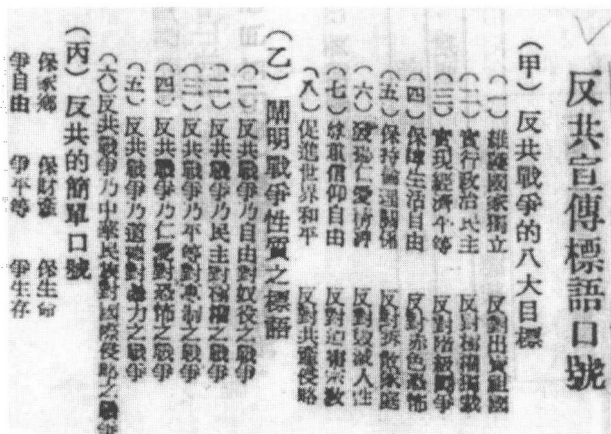 反共宣傳標語口號
（甲）反共戰爭的八大目標
（一）維護國家獨立 反對出賣祖國
（二）實行政治民主 反對極權獨裁
（三）實現經濟平等 反對階級鬥爭
（四）保障生活自由 反對赤色恐怖
（五）保持倫理關係 反對拆散家庭
（六）發揚仁愛精神 反對毀滅人性
（七）尊重信仰自由 反對迫害宗教
（八）促進世界和平 反對共產侵略
（乙）闡明戰爭性質之標語
（一）反共戰爭乃自由對奴役之戰爭
（二）反共戰爭乃民主對極權之戰爭
（三）反共戰爭乃平等對專制之戰爭
（四）反共戰爭乃仁愛對恐怖之戰爭
（五）反共戰爭乃道德對暴力之戰爭
（六）反共戰爭乃中華民族對國際侵略之戰爭
（丙）反共的簡單口號
保家鄉 保財產 保生命
爭自由 爭平等 爭生存